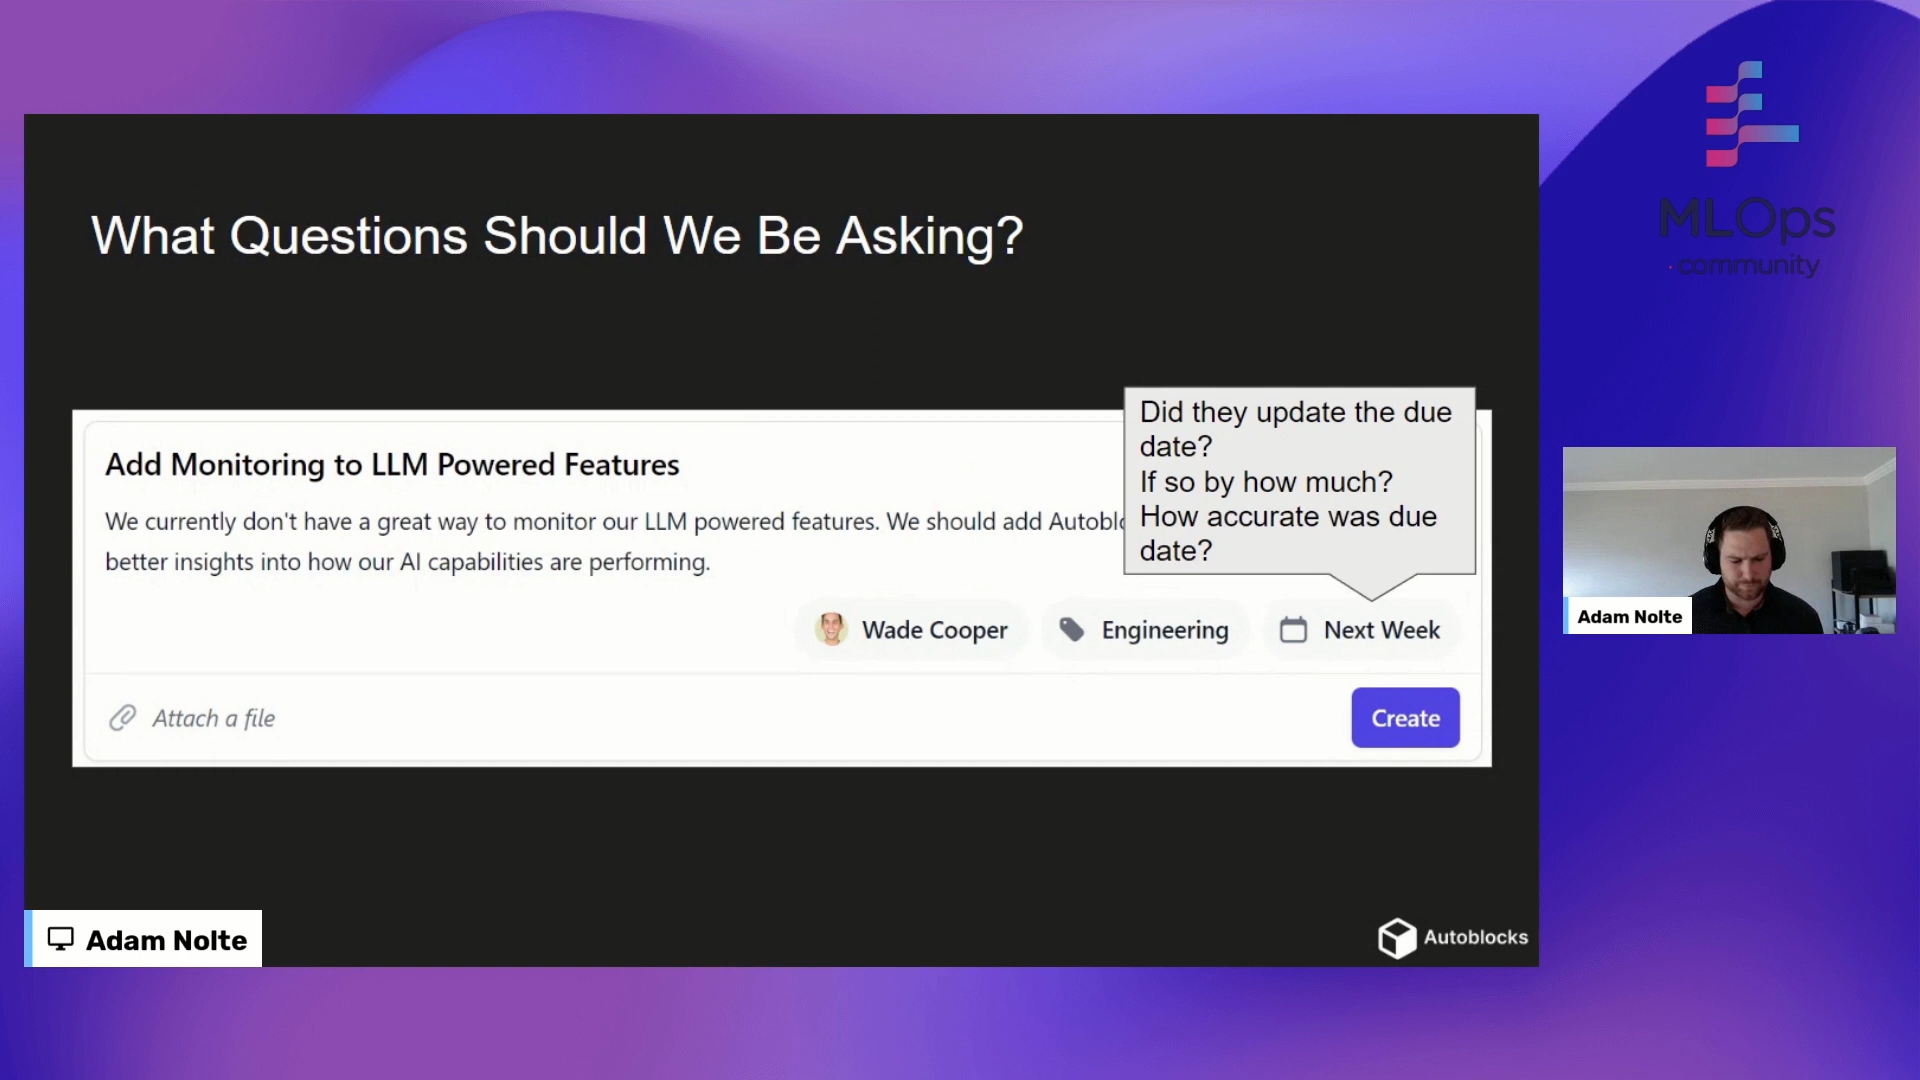 MLOps
community
What Questions Should We Be Asking?
Did they update the due
date?
If so by how much?
How accurate was due
date?
Add Monitoring to LLM Powered Features
We currently don't have a great way to monitor our LLM powered features. We should add
better insights into how our AI capabilities are performing.
Wade Cooper
Engineering
Next Week
Attach a file
Create
Adam Nolte
Adam Nolte
Autoblocks